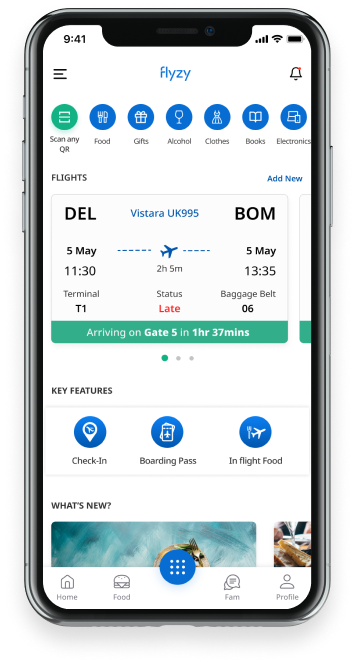 9:41
flyzy
Scan any QR Food Gifts Alcohol Clothes Books Electronics
FLIGHTS Add New
DEL Vistara UK995 BOM
5 May 5 May
11:30 2h 5m 13:35
Terminal Status Baggage Belt
T1 Late 06
Arriving on Gate 5 in 1hr 37mins
KEY FEATURES
Check-In Boarding Pass In flight Food
WHAT'S NEW?
Home Food Fam Profile